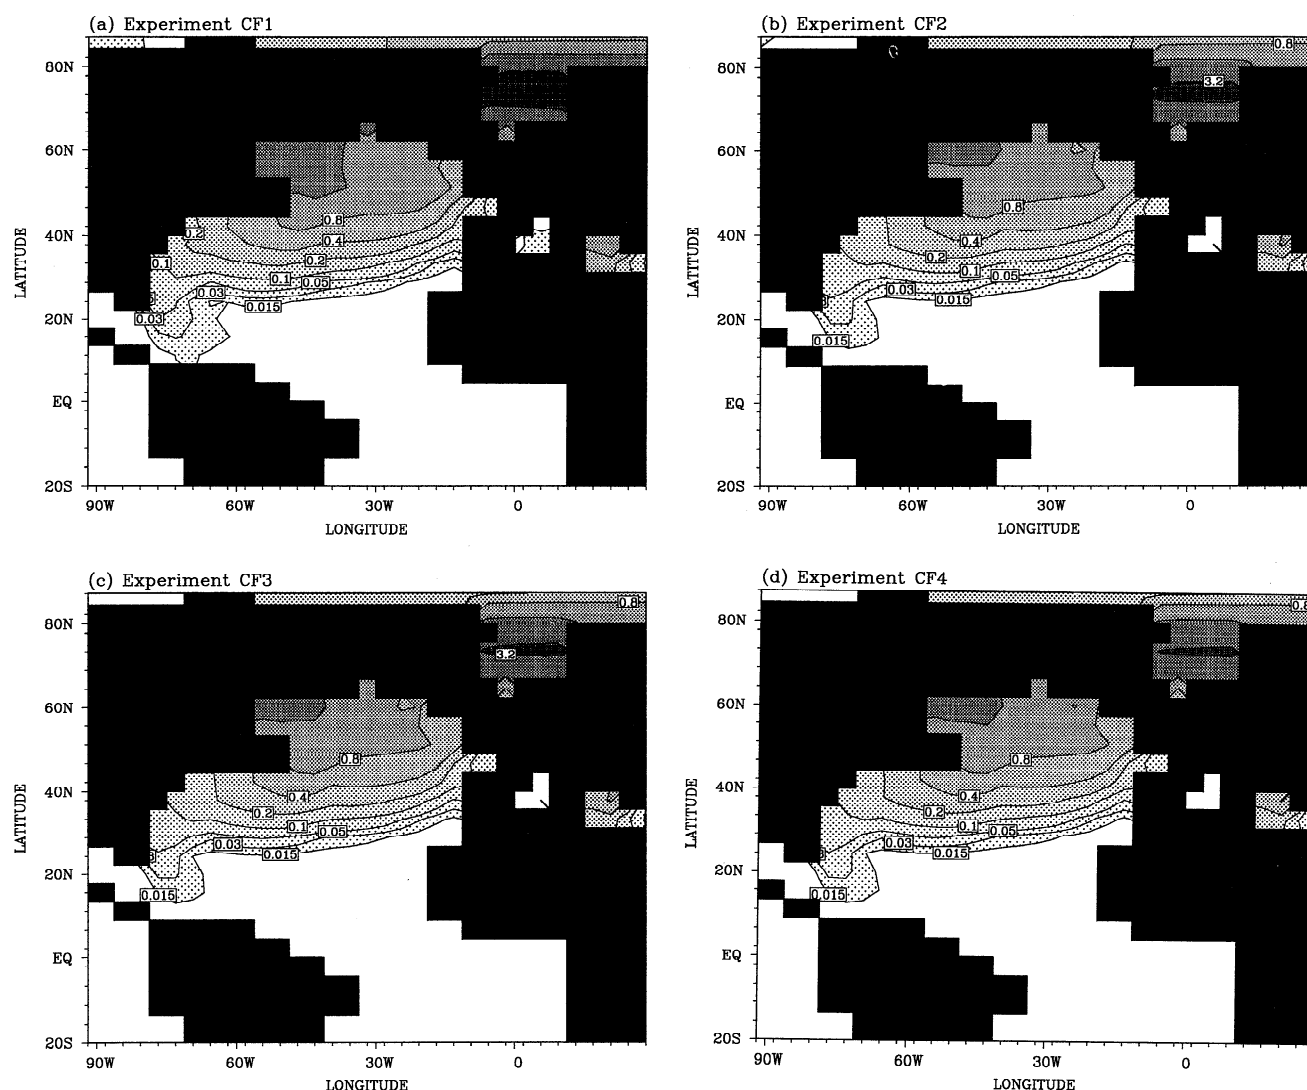 (a) Experiment CF1
80N
60N
40N
20N
EQ
20S
LATITUDE
90W 60W 30W 0
LONGITUDE
0.8
0.2
0.4
0.2
0.1
0.1
0.05
0.03
0.015
0.03
(b) Experiment CF2
80N
60N
40N
20N
EQ
20S
LATITUDE
90W 60W 30W 0
LONGITUDE
0.8
3.2
0.8
0.4
0.2
0.1
0.05
0.03
0.015
0.015
(c) Experiment CF3
80N
60N
40N
20N
EQ
20S
LATITUDE
90W 60W 30W 0
LONGITUDE
0.8
3.2
0.8
0.4
0.2
0.1
0.05
0.03
0.015
0.015
(d) Experiment CF4
80N
60N
40N
20N
EQ
20S
LATITUDE
90W 60W 30W 0
LONGITUDE
0.8
0.8
0.4
0.2
0.1
0.05
0.03
0.015
0.015